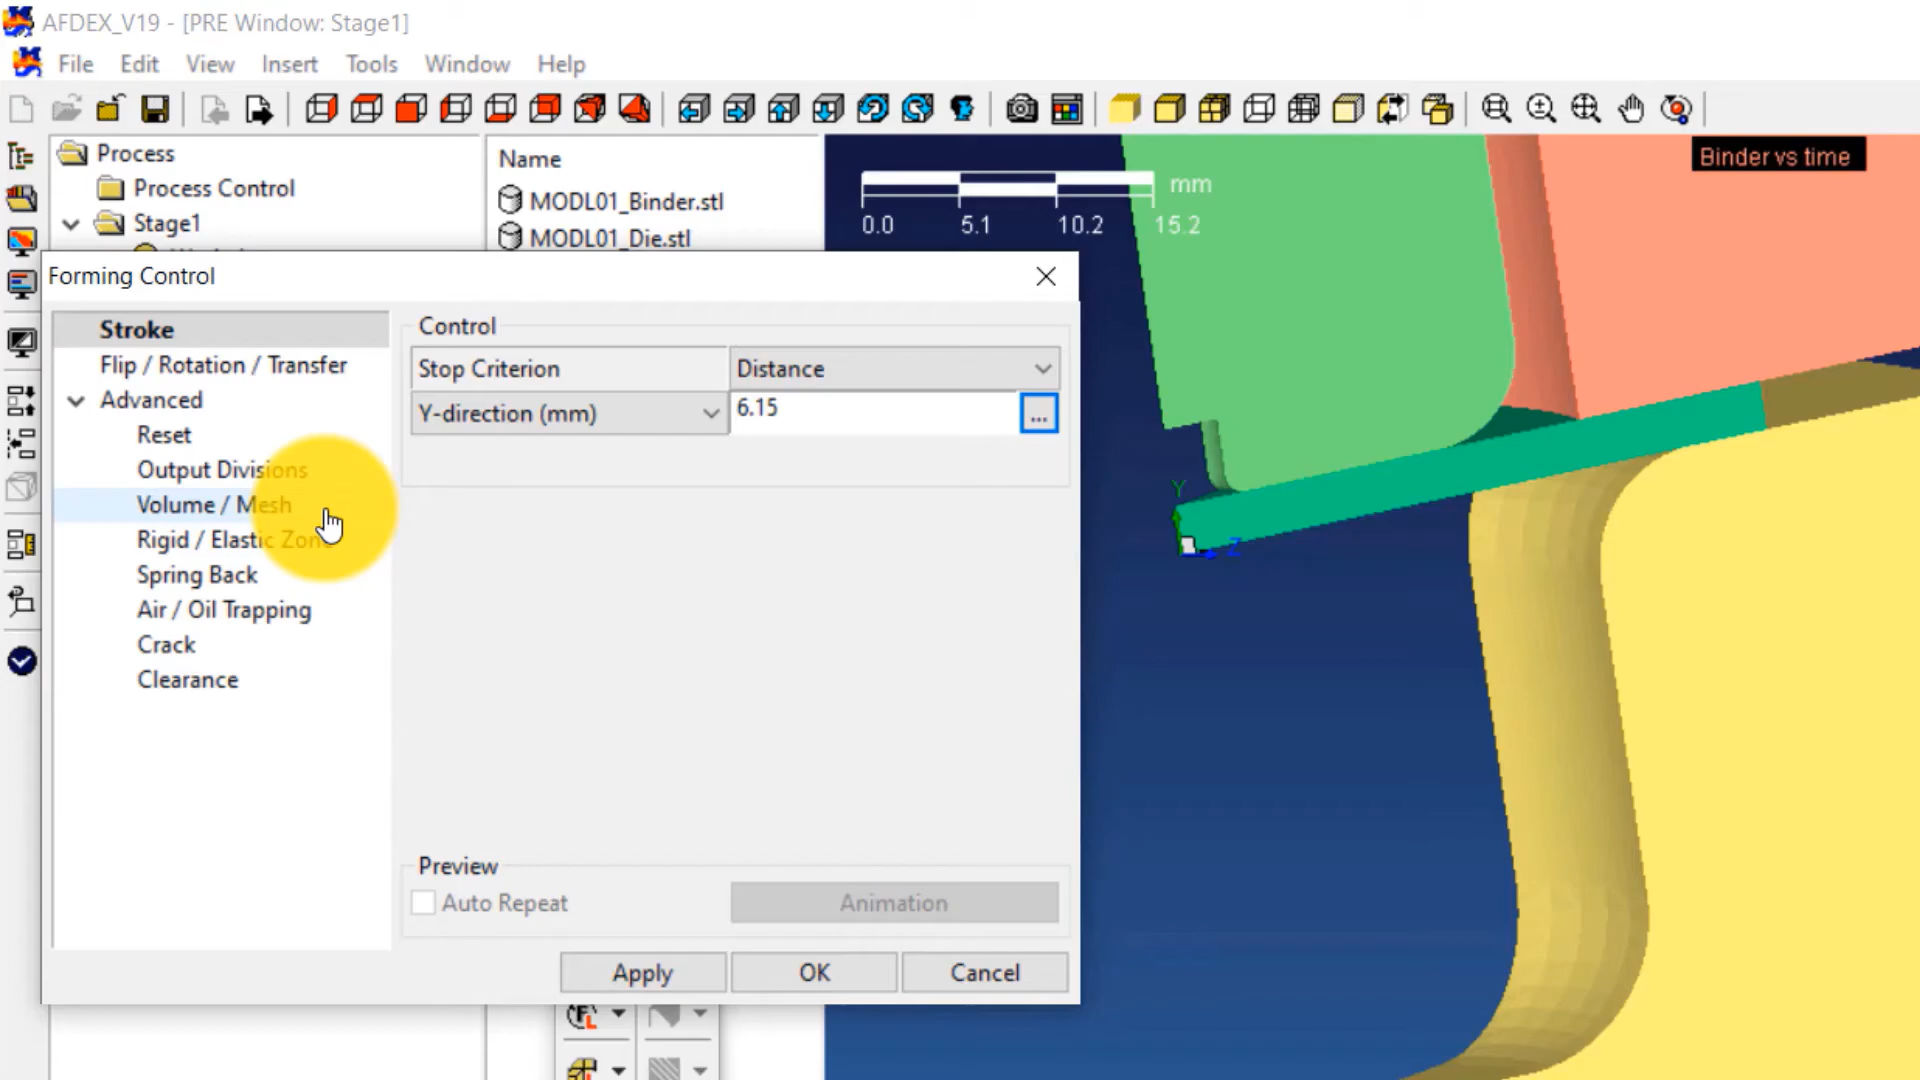 AFDEX_V19 - [PRE Window: Stage1]
File Edit View Insert Tools Window Help
Process
Process Control
Stage1
Name
MODL01_Binder.stl
MODL01_Die.stl
mm
0.0 5.1 10.2 15.2
Binder vs time
Forming Control
Stroke
Flip / Rotation / Transfer
Advanced
Reset
Output Divisions
Volume / Mesh
Rigid / Elastic Zone
Spring Back
Air / Oil Trapping
Crack
Clearance
Control
Stop Criterion Distance
Y-direction (mm) 6.15 ...
Preview
Auto Repeat Animation
Apply OK Cancel
Y
Z